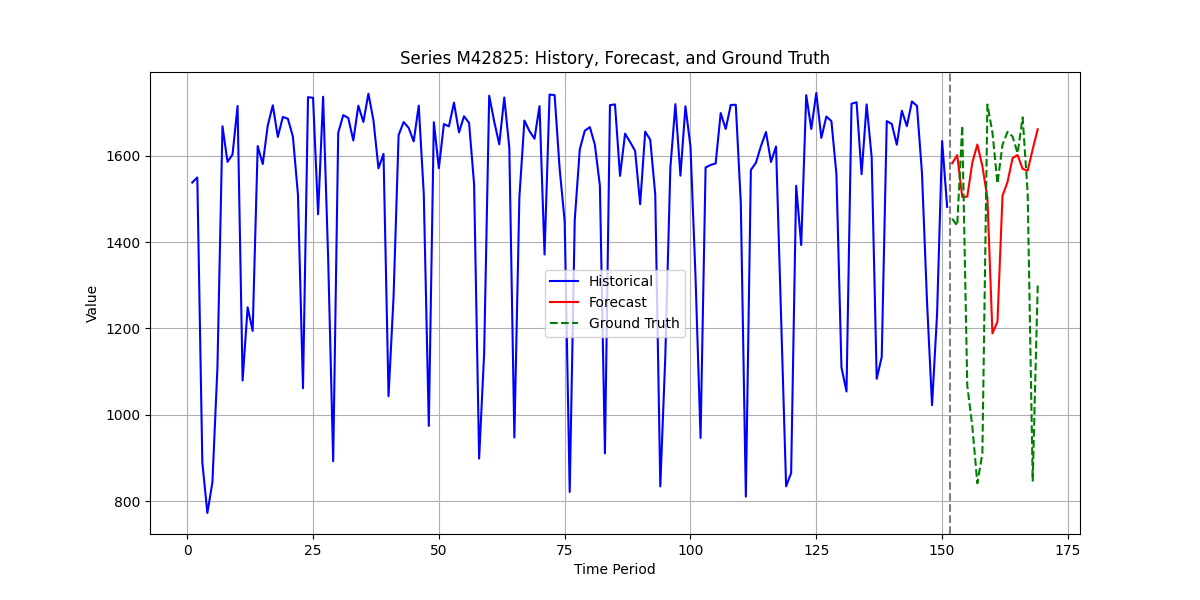 Series M42825: History, Forecast, and Ground Truth
Value
1600
1400
1200
1000
800
Historical
Forecast
Ground Truth
0 25 50 75 100 125 150 175
Time Period